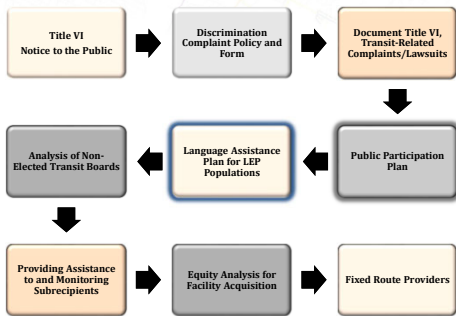 Title VI
Notice to the Public
Discrimination
Complaint Policy and
Form
Document Title VI,
Transit-Related
Complaints/Lawsuits
Analysis of Non-
Elected Transit Boards
Language Assistance
Plan for LEP
Populations
Public Participation
Plan
Providing Assistance
to and Monitoring
Subrecipients
Equity Analysis for
Facility Acquisition
Fixed Route Providers